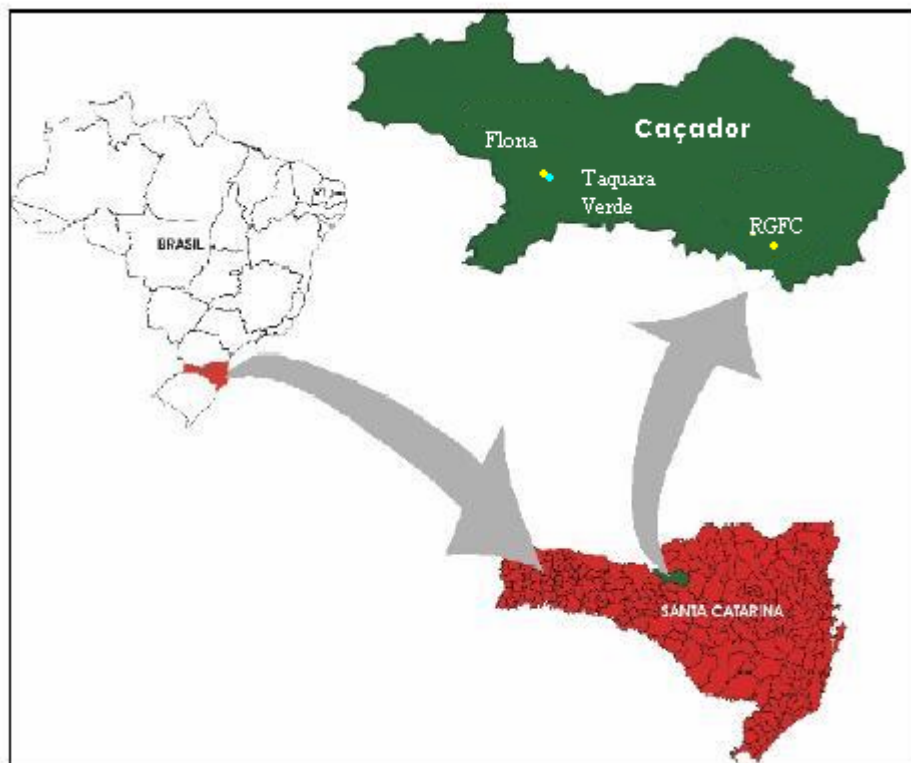 Caçador
Flona
Taquara
Verde
RGFC
BRASIL
SANTA CATARINA